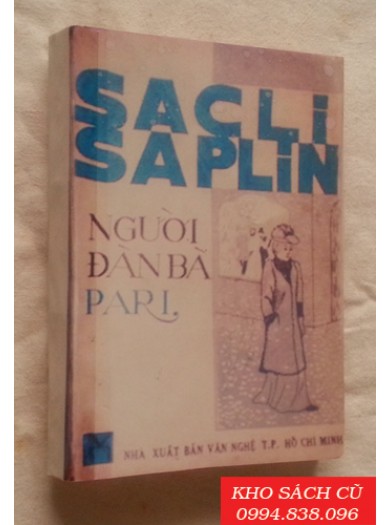 SACLI
SAPLIN
NGƯỜI
ĐÀN BÃ
PARI
NHÀ XUẤT BẢN VĂN NGHỆ T.P. HỒ CHÍ MINH
KHO SÁCH CŨ
0994.838.096